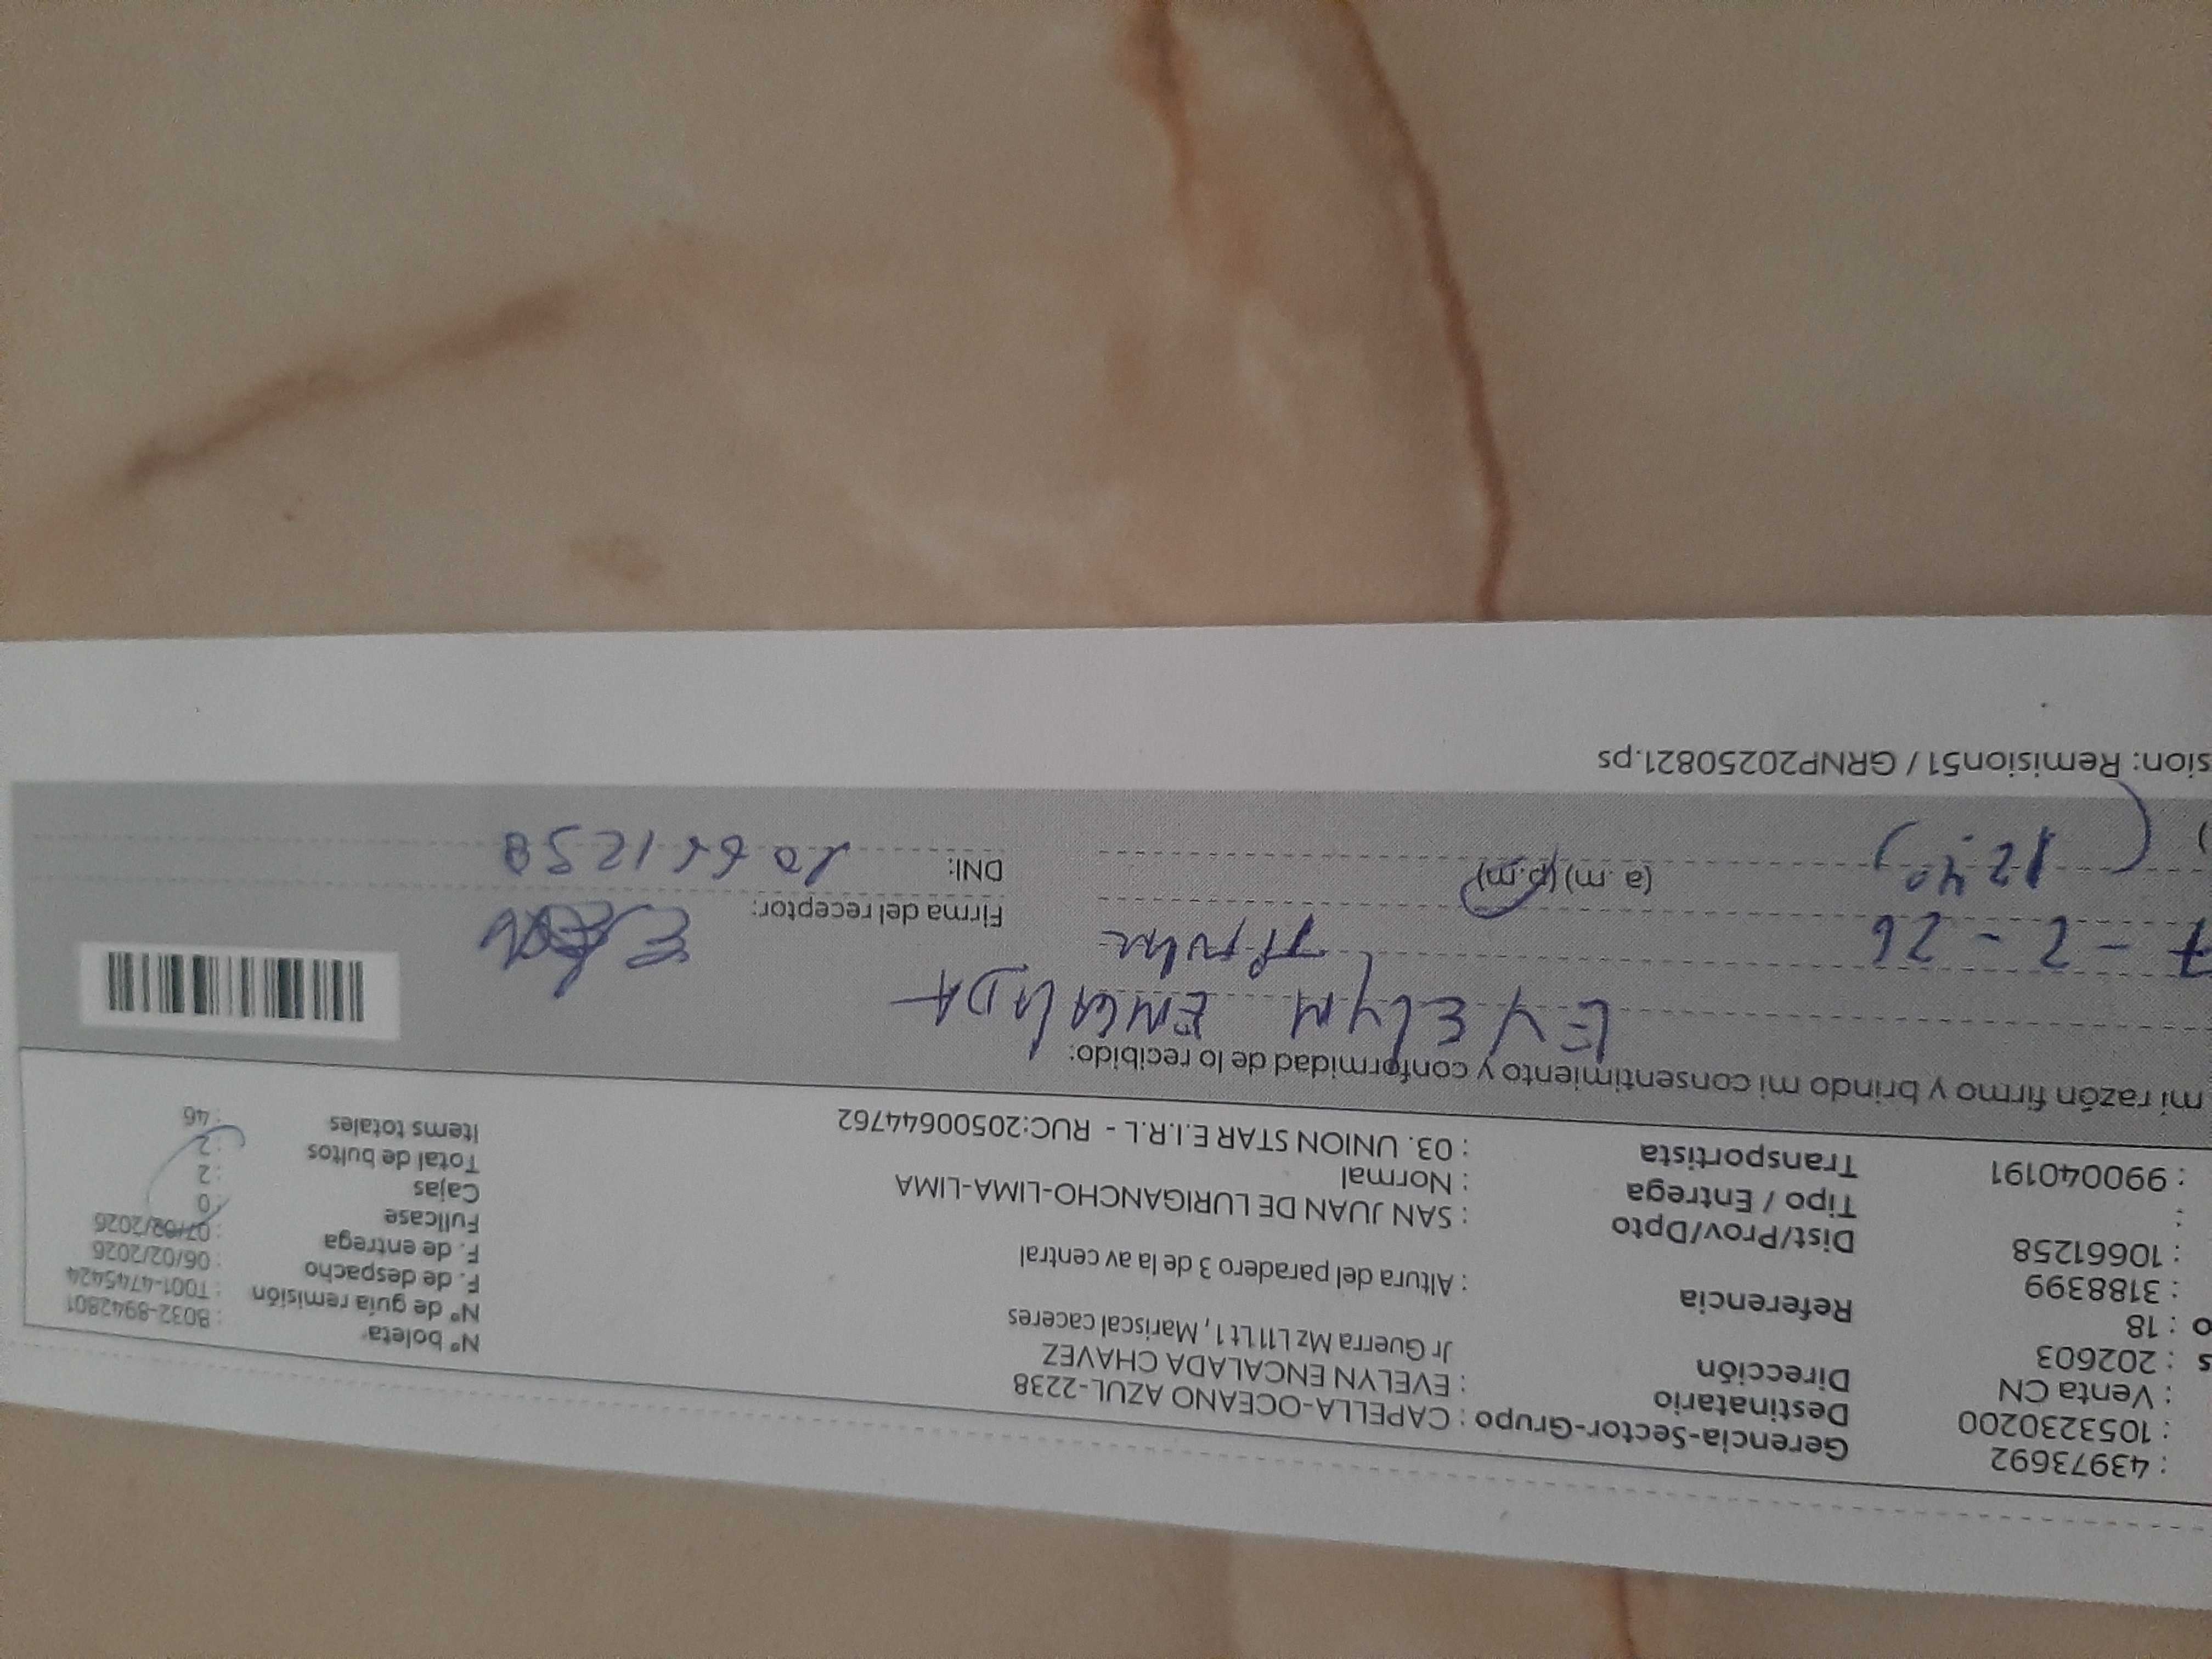 : 43973692
: 1053230200
: Venta CN
s : 202603
o : 18
: 3188399
: 10661258
:
: 990040191
Gerencia-Sector-Grupo : CAPELLA-OCEANO AZUL-2238
Destinatario : EVELYN ENCALADA CHAVEZ
Dirección Jr Guerra Mz L11 Lt 1, Mariscal caceres
Referencia : Altura del paradero 3 de la av central
Dist/Prov/Dpto : SAN JUAN DE LURIGANCHO-LIMA-LIMA
Tipo / Entrega : Normal
Transportista : 03. UNION STAR E.I.R.L - RUC:20500644762
N° boleta : B032-8942801
N° de guia remisión : T001-4745424
F. de despacho : 06/02/2026
F. de entrega : 07/02/2026
Fullcase : 0
Cajas : 2
Total de bultos : 2
Items totales : 46
mi razón firmo y brindo mi consentimiento y conformidad de lo recibido:
EVELYN ENCALADA
Titular
7 - 2 - 26
Firma del receptor:
( 12.40 ) (a. m) (p.m)
DNI: 10661258
sion: Remision51 / GRNP20250821.ps